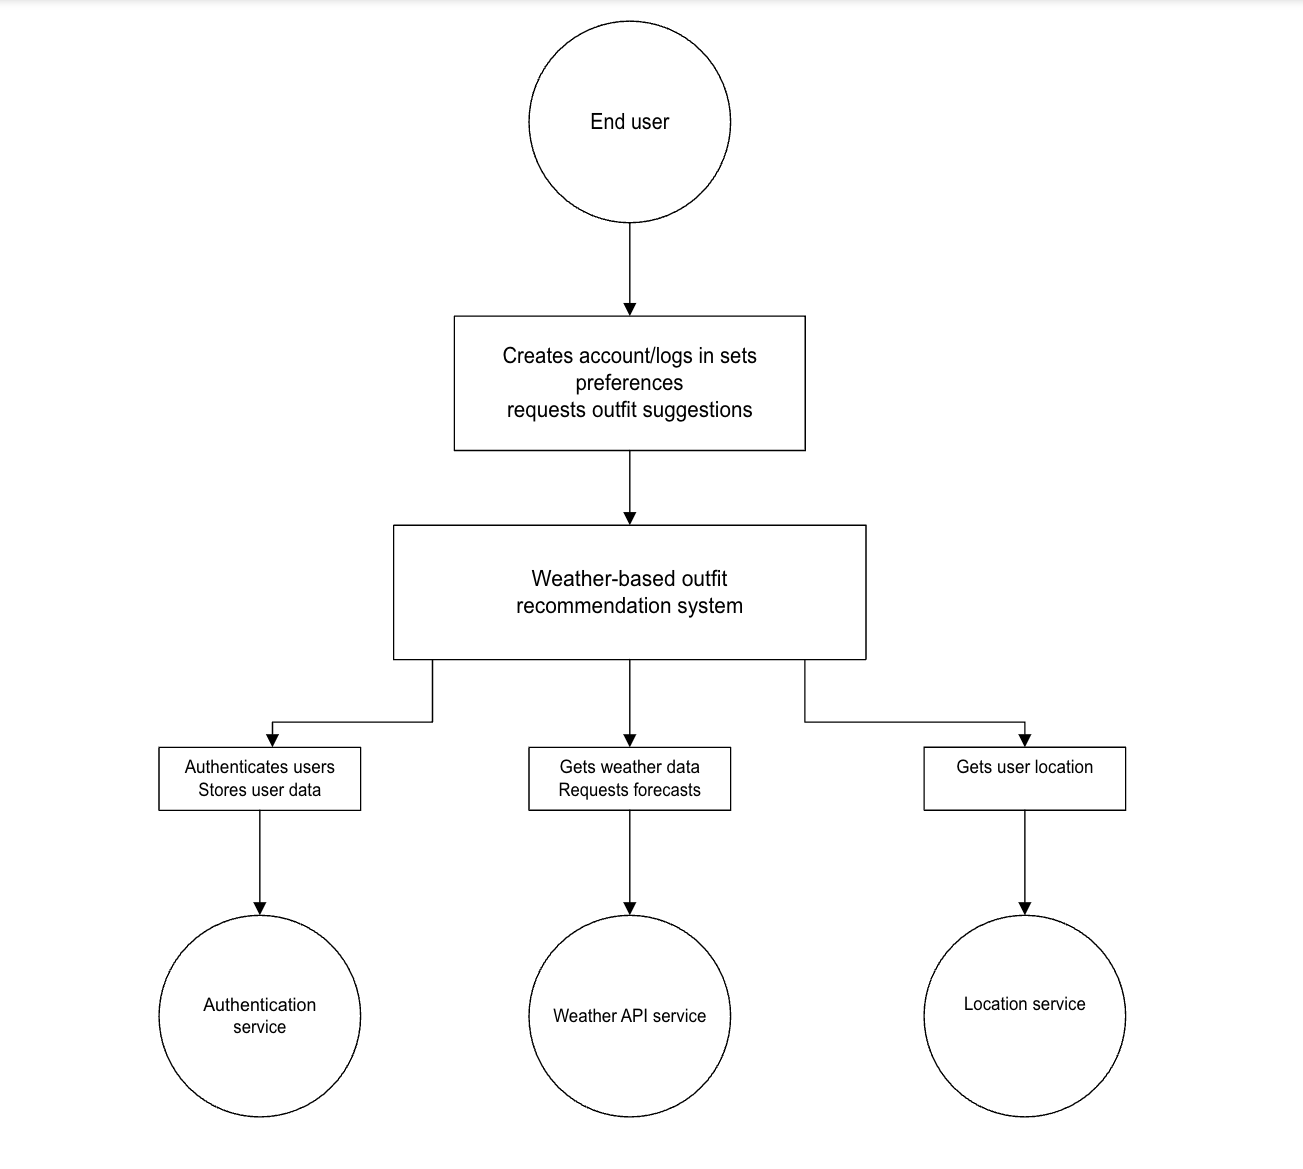 End user
Creates account/logs in sets
preferences
requests outfit suggestions
Weather-based outfit
recommendation system
Authenticates users
Stores user data
Gets weather data
Requests forecasts
Gets user location
Authentication
service
Weather API service
Location service